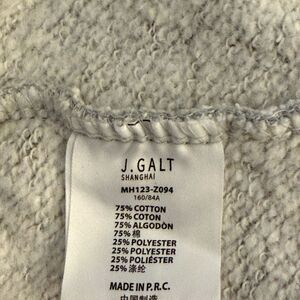 J.GALT
SHANGHAI
MH123-Z094
160/84A
75% COTTON
75% COTON
75% ALGODÓN
75% 棉
25% POLYESTER
25% POLYESTER
25% POLIÉSTER
25% 涤纶
MADE IN P.R.C.
中国制造